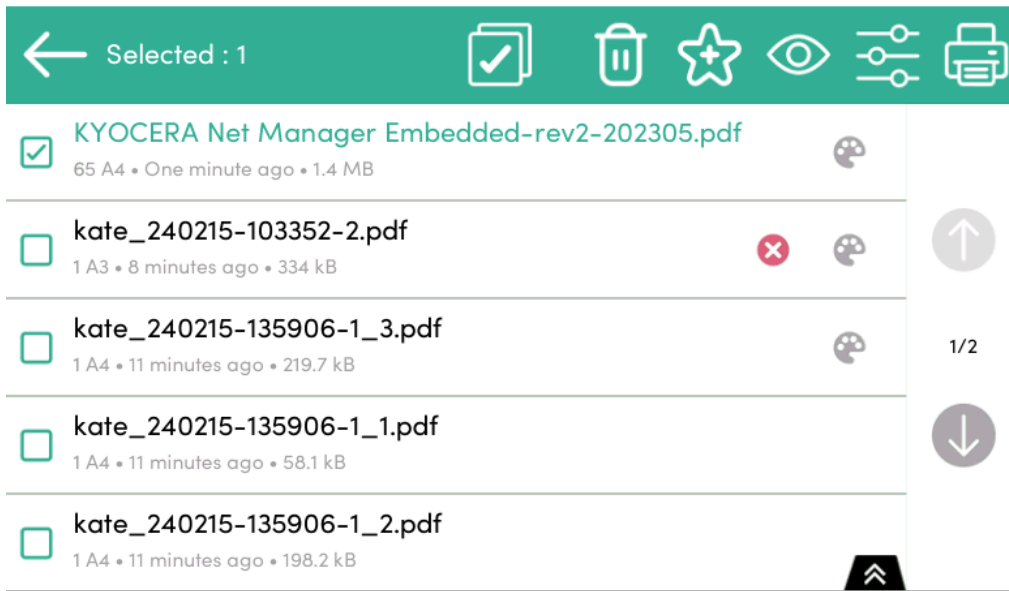 Selected : 1
KYOCERA Net Manager Embedded-rev2-202305.pdf
65 A4 • One minute ago • 1.4 MB
kate_240215-103352-2.pdf
1 A3 • 8 minutes ago • 334 kB
kate_240215-135906-1_3.pdf
1 A4 • 11 minutes ago • 219.7 kB
1/2
kate_240215-135906-1_1.pdf
1 A4 • 11 minutes ago • 58.1 kB
kate_240215-135906-1_2.pdf
1 A4 • 11 minutes ago • 198.2 kB